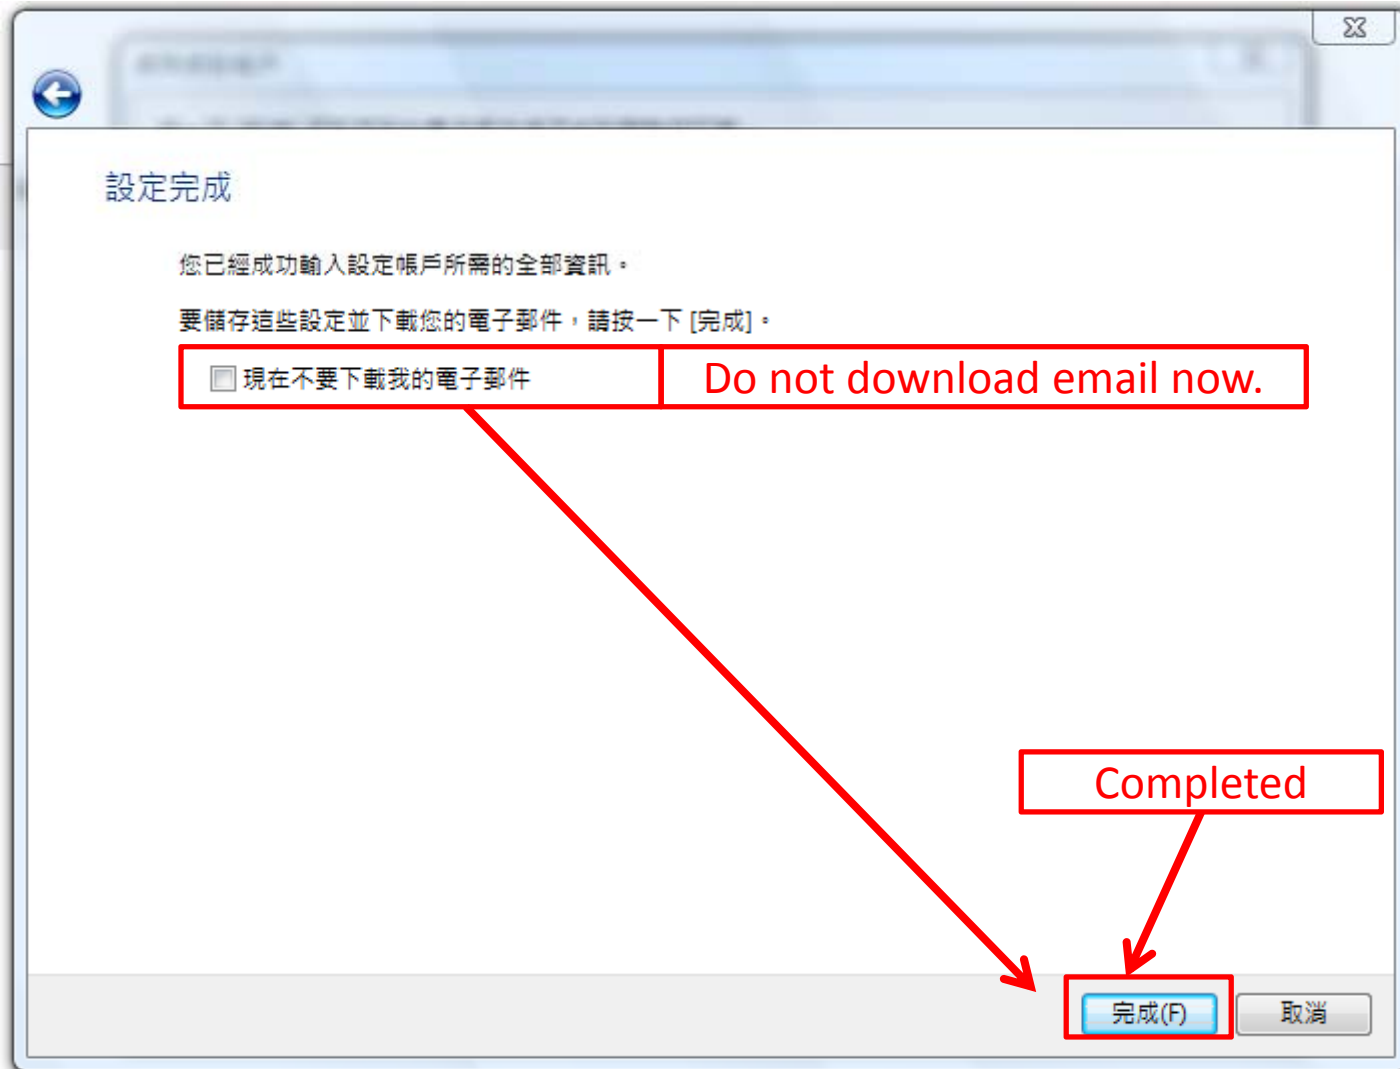 設定完成
您已經成功輸入設定帳戶所需的全部資訊。
要儲存這些設定並下載您的電子郵件，請按一下 [完成]。
現在不要下載我的電子郵件
Do not download email now.
Completed
完成(F)
取消